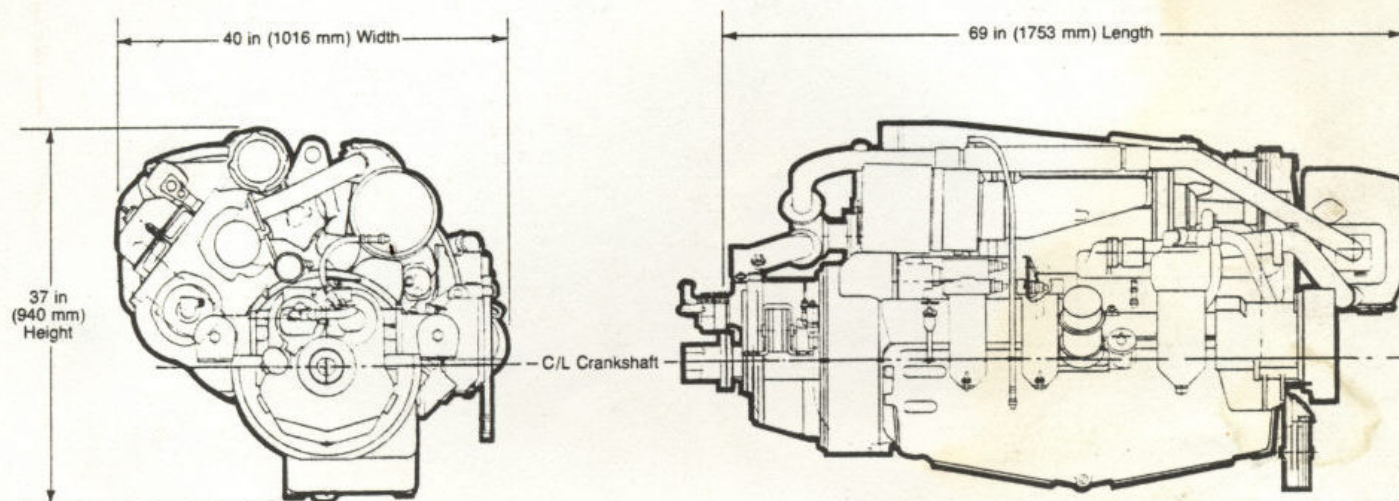 40 in (1016 mm) Width
69 in (1753 mm) Length
37 in
(940 mm)
Height
C/L Crankshaft